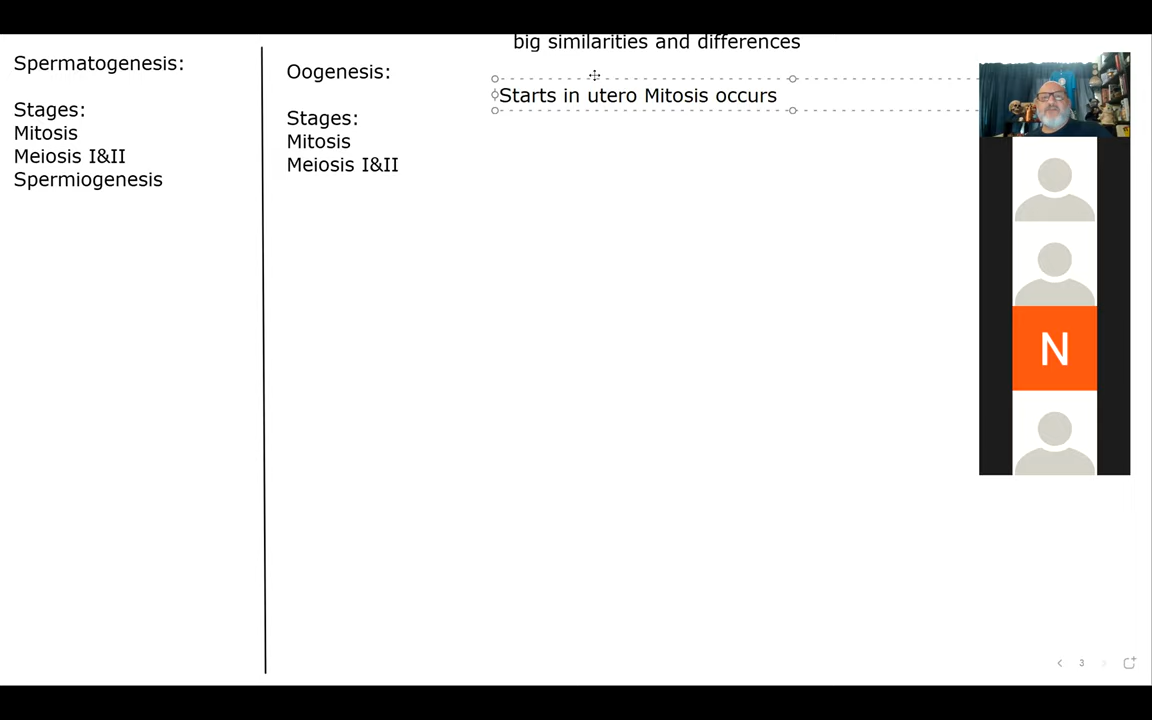 big similarities and differences
Spermatogenesis:
Stages:
Mitosis
Meiosis I&II
Spermiogenesis
Oogenesis:
Stages:
Mitosis
Meiosis I&II
Starts in utero Mitosis occurs
N
3